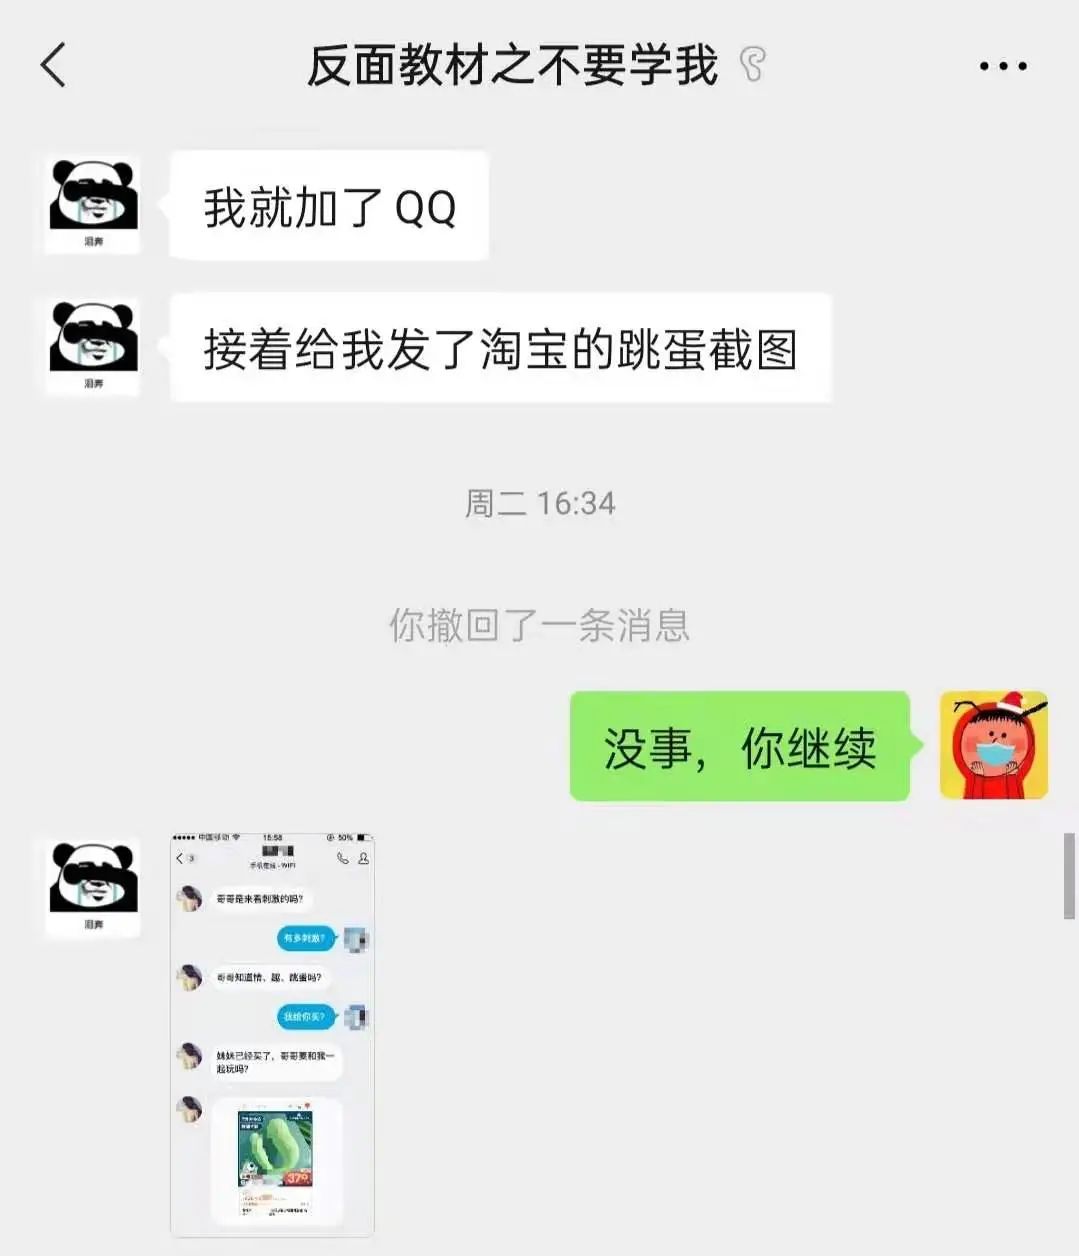 反面教材之不要学我
我就加了QQ
泪奔
接着给我发了淘宝的跳蛋截图
泪奔
周二 16:34
你撤回了一条消息
没事，你继续
泪奔
中国移动 15:58 50%
3
手机在线 - WIFI
哥哥是来看刺激的吗?
有多刺激?
哥哥知道情、趣、跳蛋吗?
我给你买?
妹妹已经买了，哥哥要和我一
起玩吗?
379